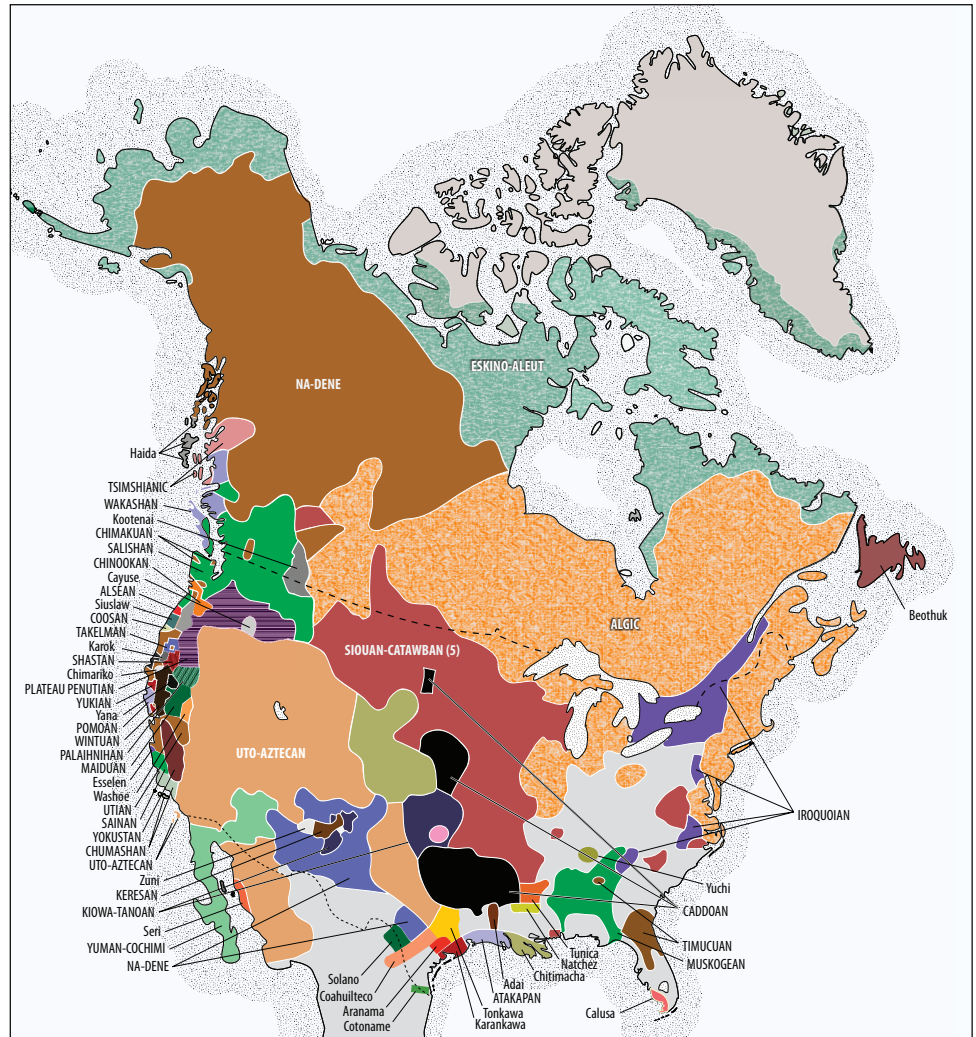 NA-DENE
ESKINO-ALEUT
Haida
TSIMSHIANIC
WAKASHAN
Kootenai
CHIMAKUAN
SALISHAN
CHINOOKAN
Cayuse
ALSEAN
Siuslaw
COOSAN
TAKELMAN
Karok
SHASTAN
Chimariko
PLATEAU PENUTIAN
YUKIAN
Yana
POMOAN
WINTUAN
PALAIHNIHAN
MAIDUAN
Esselen
Washoe
UTIAN
SAINAN
YOKUSTAN
CHUMASHAN
UTO-AZTECAN
Zuni
KERESAN
KIOWA-TANOAN
Seri
YUMAN-COCHIMI
NA-DENE
ALGIC
Beothuk
SIOUAN-CATAWBAN (5)
UTO-AZTECAN
IROQUOIAN
Yuchi
CADDOAN
TIMUCUAN
MUSKOGEAN
Tunica
Natchez
Chitimacha
Adai
ATAKAPAN
Tonkawa
Karankawa
Solano
Coahuilteco
Aranama
Cotoname
Calusa